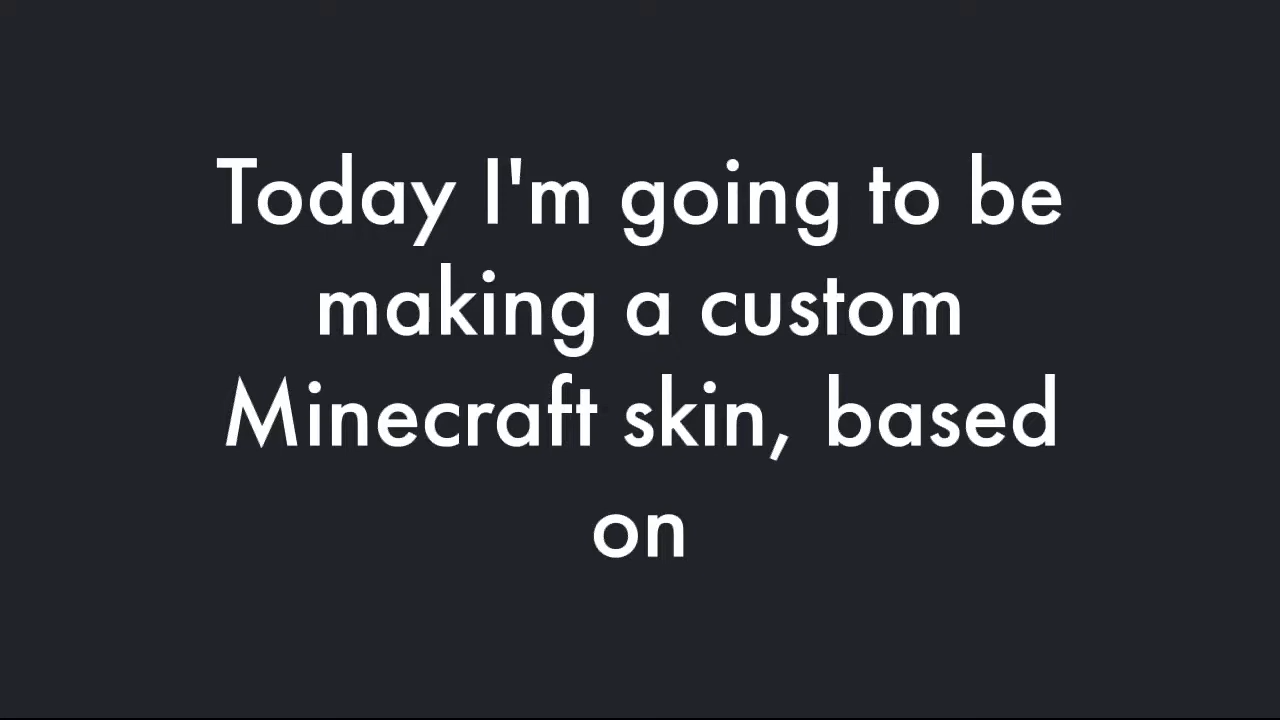 Today I'm going to be
making a custom
Minecraft skin, based
on